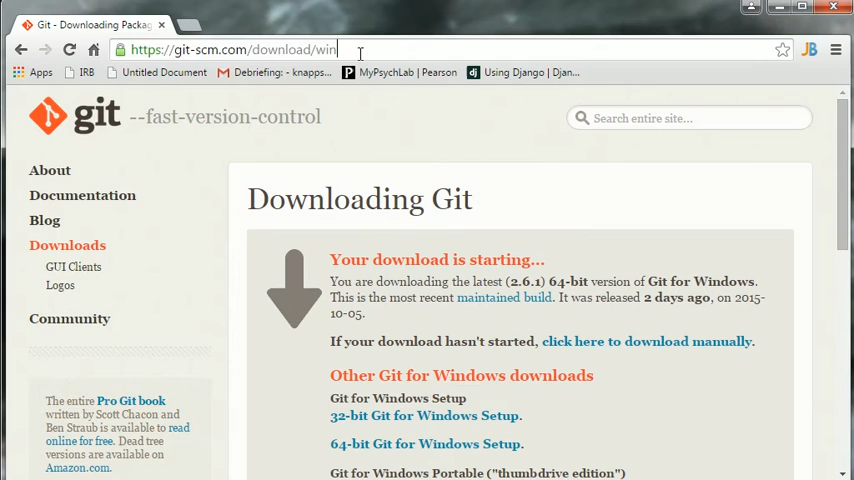 Git - Downloading Packag
https://git-scm.com/download/win
JB
Apps
IRB
Untitled Document
Debriefing: - knapps...
MyPsychLab | Pearson
Using Django | Djan...
git --fast-version-control
Search entire site...
About
Documentation
Blog
Downloads
GUI Clients
Logos
Community
The entire Pro Git book
written by Scott Chacon and
Ben Straub is available to read
online for free. Dead tree
versions are available on
Amazon.com.
Downloading Git
Your download is starting...
You are downloading the latest (2.6.1) 64-bit version of Git for Windows.
This is the most recent maintained build. It was released 2 days ago, on 2015-
10-05.
If your download hasn't started, click here to download manually.
Other Git for Windows downloads
Git for Windows Setup
32-bit Git for Windows Setup.
64-bit Git for Windows Setup.
Git for Windows Portable ("thumbdrive edition")